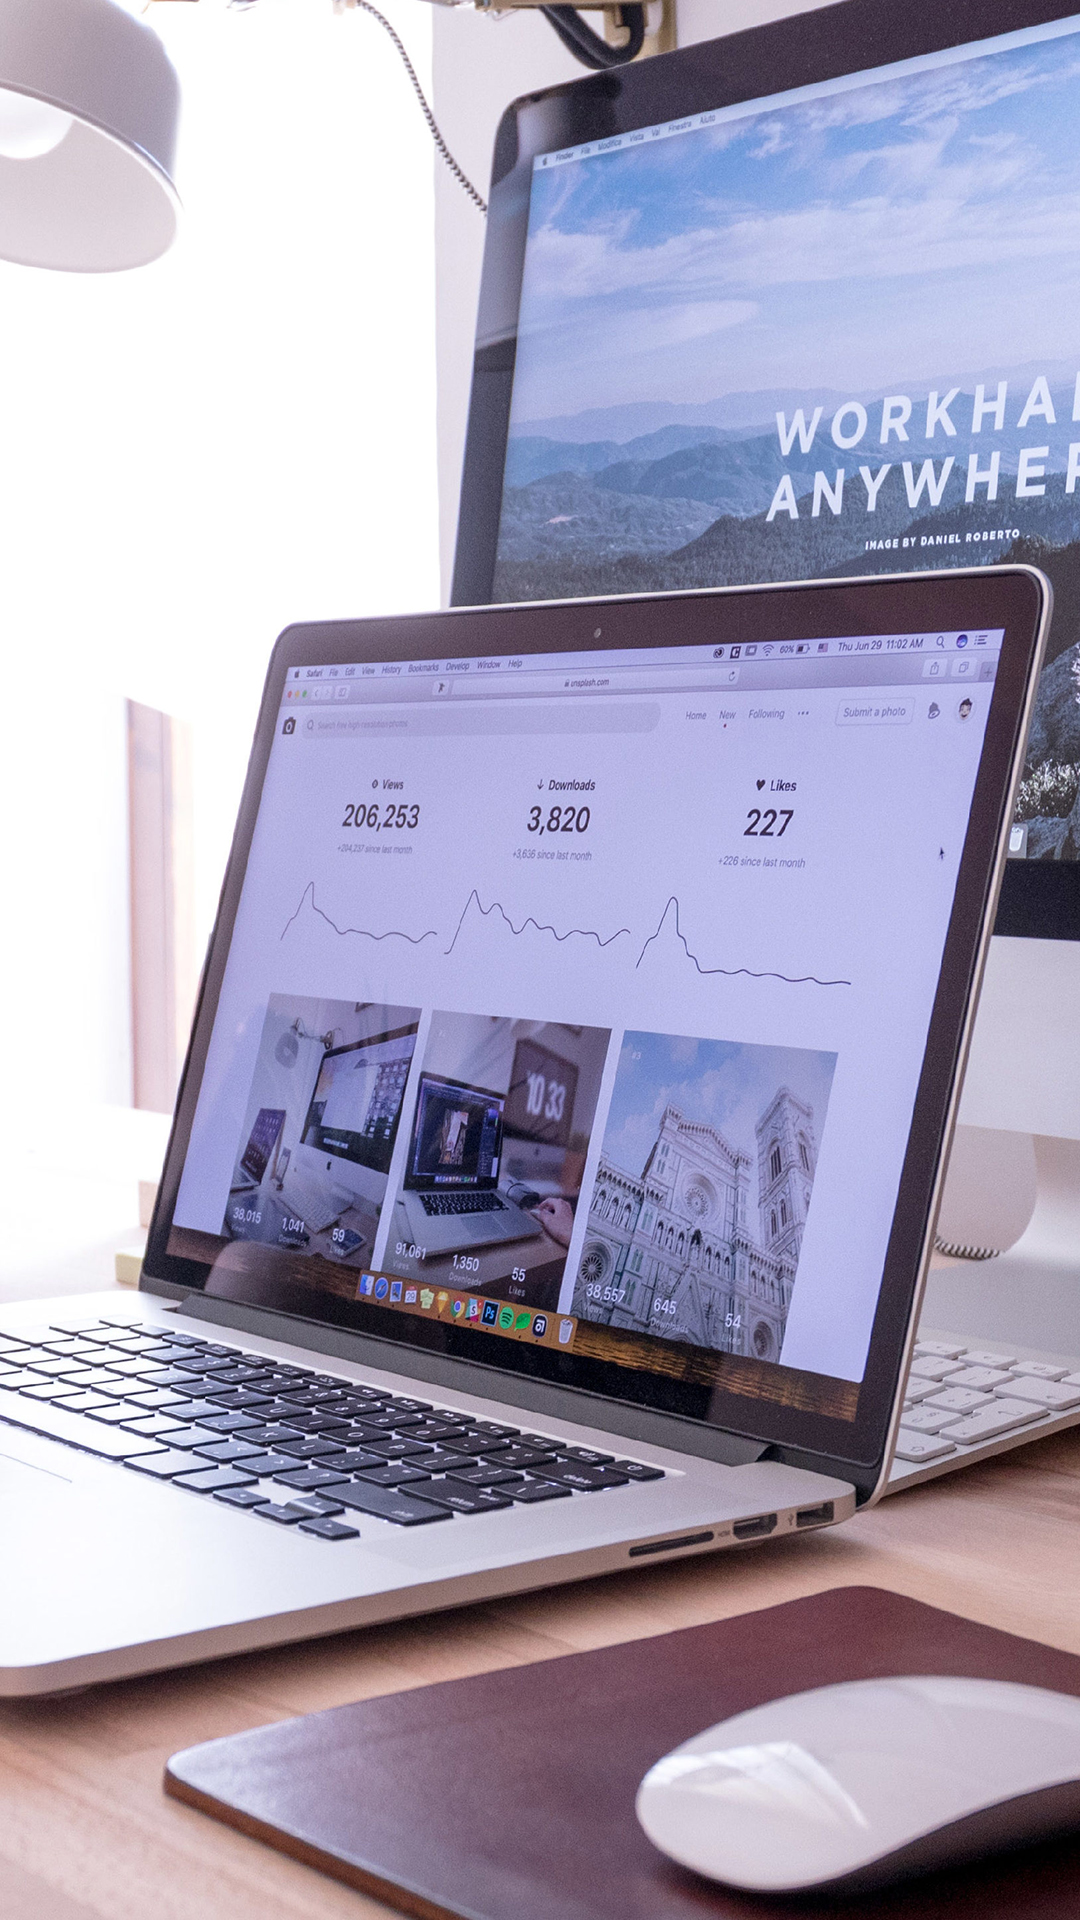 Finder File Modifica Vista Vai Finestra Aiuto
WORKHA
ANYWHER
IMAGE BY DANIEL ROBERTO
Safari File Edit View History Bookmarks Develop Window Help
60%
Thu Jun 29 11:02 AM
unsplash.com
Search free high-resolution photos
Home New Following
Submit a photo
Views Downloads Likes
206,253 3,820 227
+204,237 since last month +3,636 since last month +226 since last month
#3
10 33
38,015 1,041 59
Views Downloads Likes
91,061 1,350 55
Views Downloads Likes
38,557 645 54
Views Downloads Likes
Ps